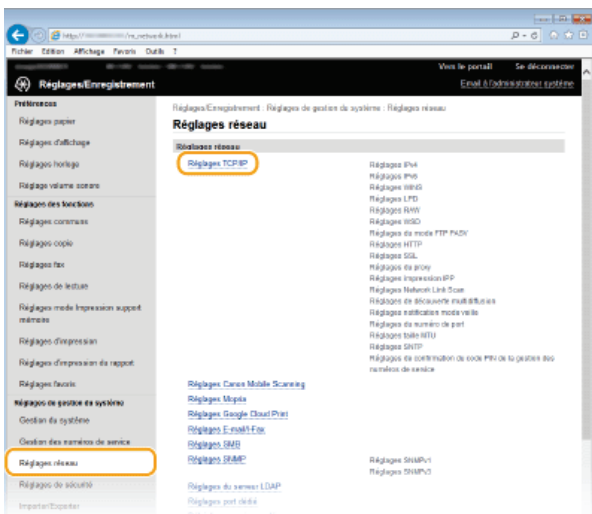 http:// /m_network.html
Fichier Edition Affichage Favoris Outils ?
Vers le portail Se déconnecter
Réglages/Enregistrement
Email à l'administrateur système
Préférences
Réglages papier
Réglages d'affichage
Réglages horloge
Réglage volume sonore
Réglages des fonctions
Réglages communs
Réglages copie
Réglages fax
Réglages de lecture
Réglages mode Impression support
mémoire
Réglages d'impression
Réglages d'impression du rapport
Réglages favoris
Réglages de gestion du système
Gestion du système
Gestion des numéros de service
Réglages réseau
Réglages de sécurité
Importer/Exporter
Réglages/Enregistrement : Réglages de gestion du système : Réglages réseau
Réglages réseau
Réglages réseau
Réglages TCP/IP
Réglages IPv4
Réglages IPv6
Réglages WINS
Réglages LPD
Réglages RAW
Réglages WSD
Réglages du mode FTP PASV
Réglages HTTP
Réglages SSL
Réglages du proxy
Réglages impression IPP
Réglages Network Link Scan
Réglages de découverte multidiffusion
Réglages notification mode veille
Réglages du numéro de port
Réglages taille MTU
Réglages SNTP
Réglages de confirmation du code PIN de la gestion des
numéros de service
Réglages Canon Mobile Scanning
Réglages Mopria
Réglages Google Cloud Print
Réglages E-mail/I-Fax
Réglages SMB
Réglages SNMP
Réglages SNMPv1
Réglages SNMPv3
Réglages du serveur LDAP
Réglages port dédié